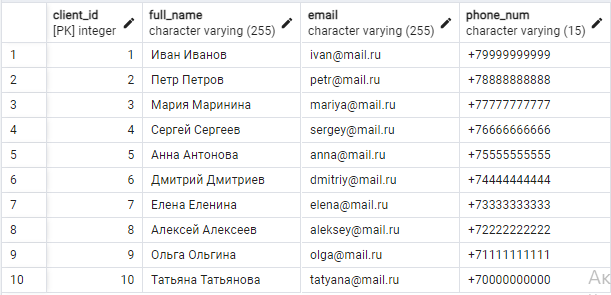 client_id full_name email phone_num
[PK] integer character varying (255) character varying (255) character varying (15)
1 1 Иван Иванов ivan@mail.ru +79999999999
2 2 Петр Петров petr@mail.ru +78888888888
3 3 Мария Маринина mariya@mail.ru +77777777777
4 4 Сергей Сергеев sergey@mail.ru +76666666666
5 5 Анна Антонова anna@mail.ru +75555555555
6 6 Дмитрий Дмитриев dmitriy@mail.ru +74444444444
7 7 Елена Еленина elena@mail.ru +73333333333
8 8 Алексей Алексеев aleksey@mail.ru +72222222222
9 9 Ольга Ольгина olga@mail.ru +71111111111
10 10 Татьяна Татьянова tatyana@mail.ru +70000000000